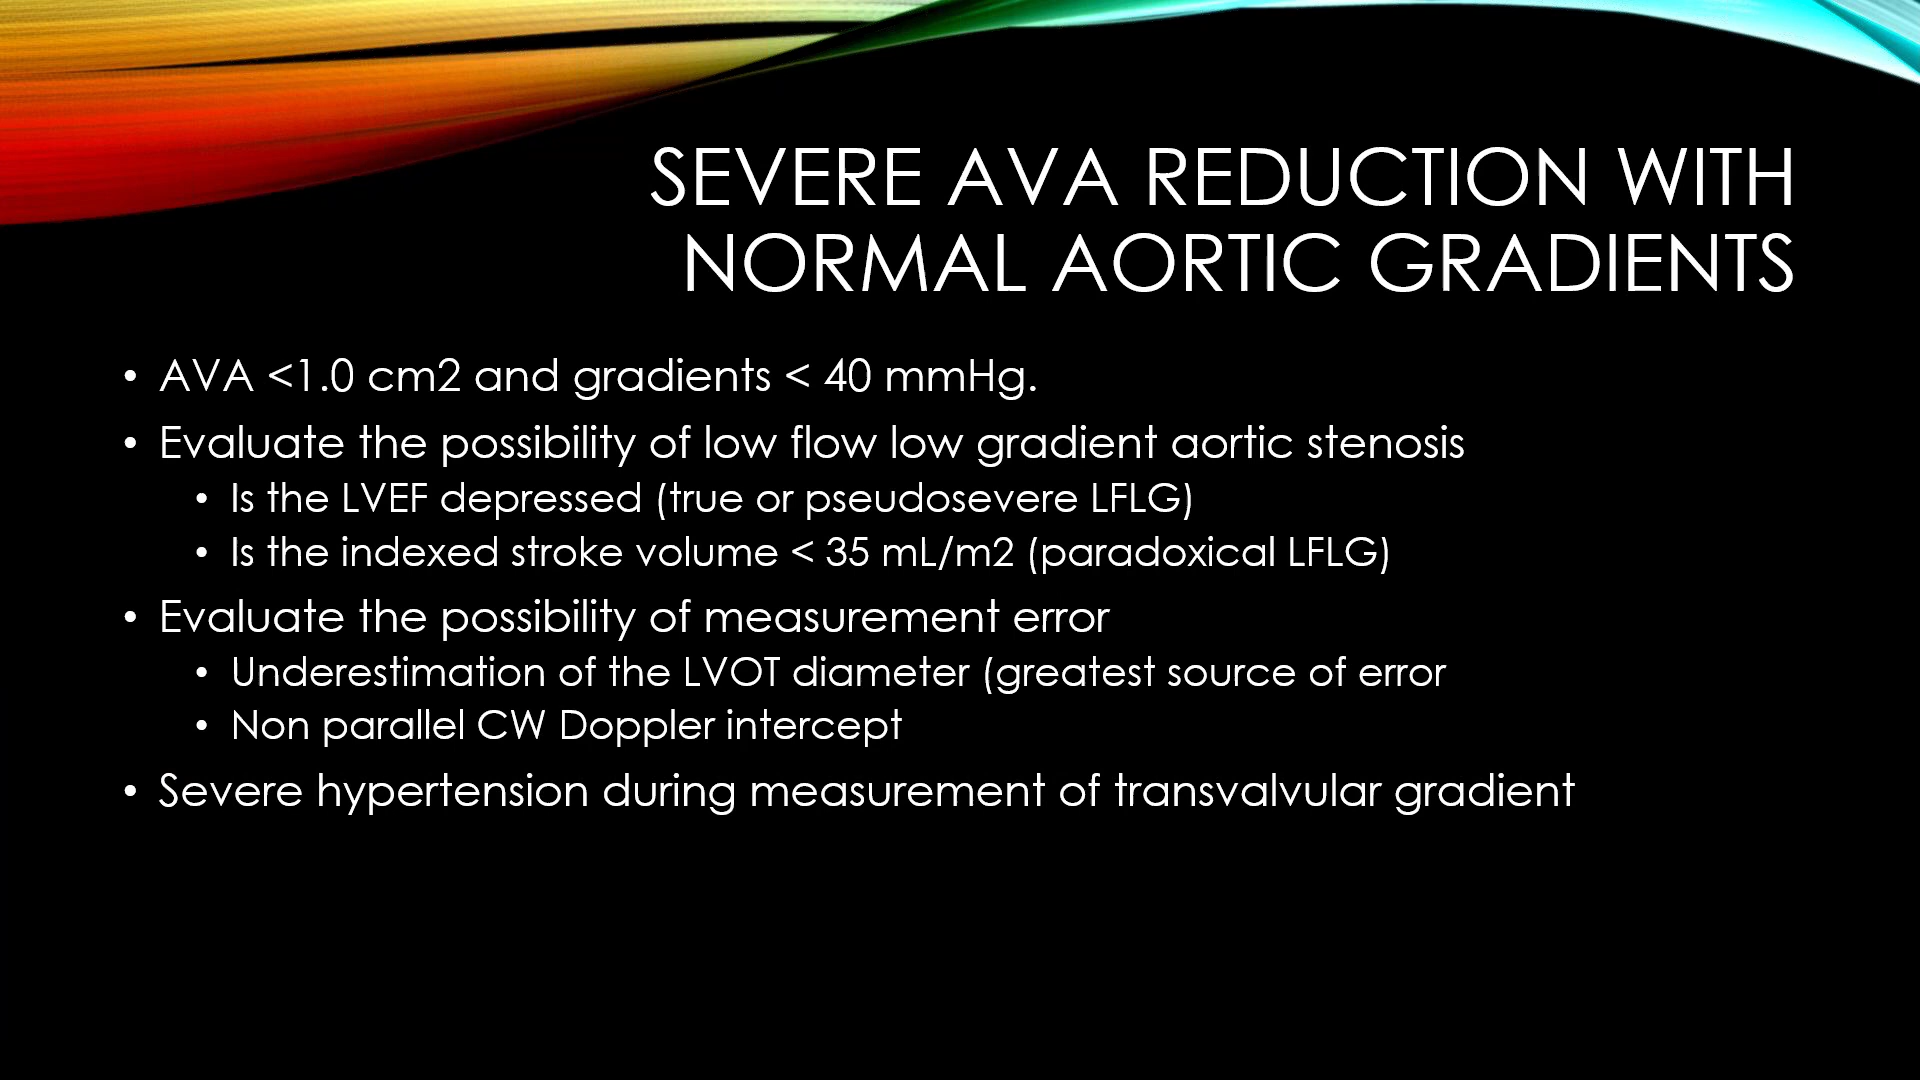 SEVERE AVA REDUCTION WITH
NORMAL AORTIC GRADIENTS
• AVA <1.0 cm2 and gradients < 40 mmHg.
• Evaluate the possibility of low flow low gradient aortic stenosis
• Is the LVEF depressed (true or pseudosevere LFLG)
• Is the indexed stroke volume < 35 mL/m2 (paradoxical LFLG)
• Evaluate the possibility of measurement error
• Underestimation of the LVOT diameter (greatest source of error
• Non parallel CW Doppler intercept
• Severe hypertension during measurement of transvalvular gradient